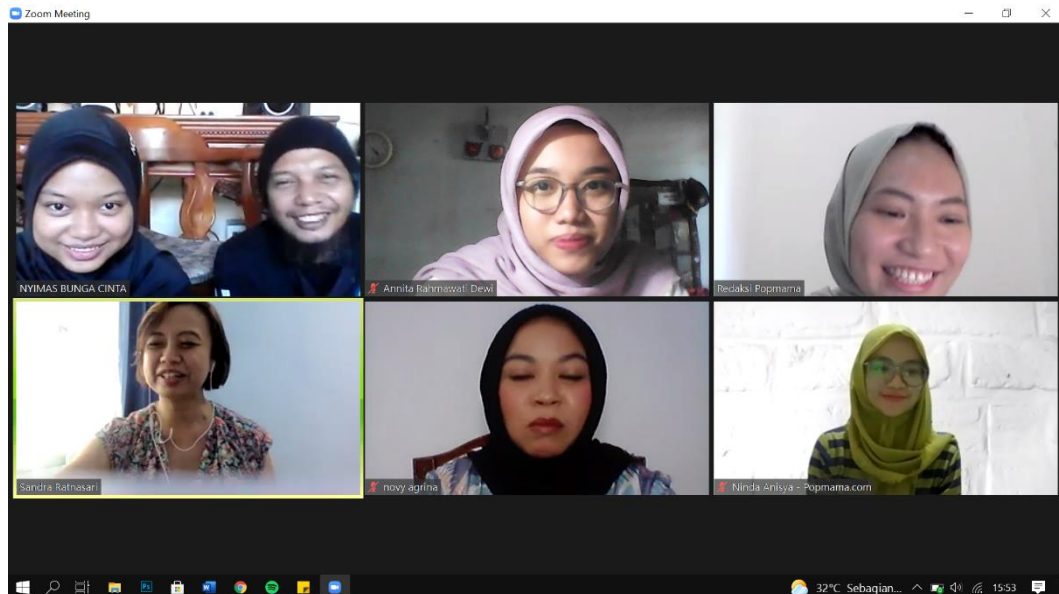 Zoom Meeting
NYIMAS BUNGA CINTA
Annita Rahmawati Dewi
Redaksi Popmama
Sandra Ratnasari
novy agrina
Ninda Anisya - Popmama.com
32°C Sebagian...
15:53